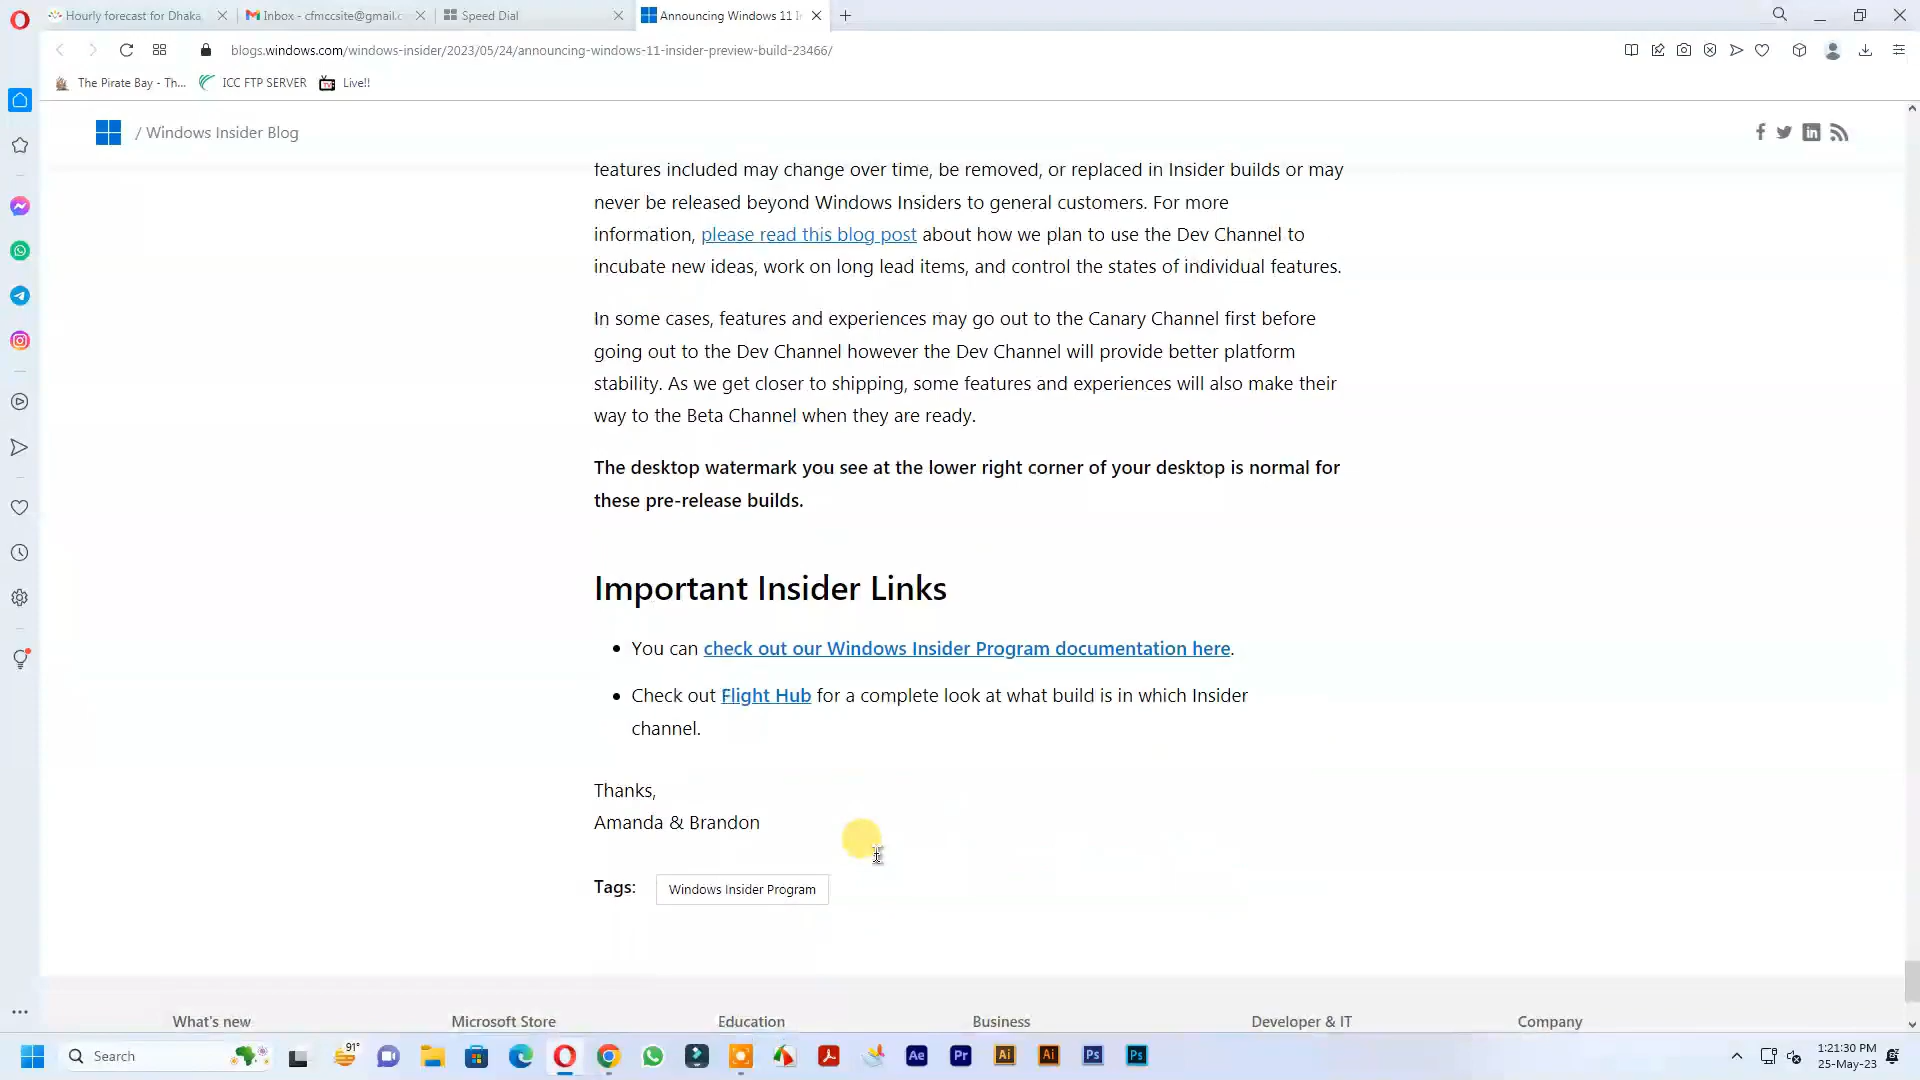 Hourly forecast for Dhaka,
Inbox - cfmccsite@gmail.c
Speed Dial
Announcing Windows 11 I
blogs.windows.com/windows-insider/2023/05/24/announcing-windows-11-insider-preview-build-23466/
The Pirate Bay - Th...
ICC FTP SERVER
Live!!
/ Windows Insider Blog
features included may change over time, be removed, or replaced in Insider builds or may
never be released beyond Windows Insiders to general customers. For more
information, please read this blog post about how we plan to use the Dev Channel to
incubate new ideas, work on long lead items, and control the states of individual features.
In some cases, features and experiences may go out to the Canary Channel first before
going out to the Dev Channel however the Dev Channel will provide better platform
stability. As we get closer to shipping, some features and experiences will also make their
way to the Beta Channel when they are ready.
The desktop watermark you see at the lower right corner of your desktop is normal for
these pre-release builds.
Important Insider Links
• You can check out our Windows Insider Program documentation here.
• Check out Flight Hub for a complete look at what build is in which Insider
channel.
Thanks,
Amanda & Brandon
Tags: Windows Insider Program
What's new
Microsoft Store
Education
Business
Developer & IT
Company
Search
91°
Ae
Pr
Ai
Ai
Ps
Ps
1:21:30 PM
25-May-23